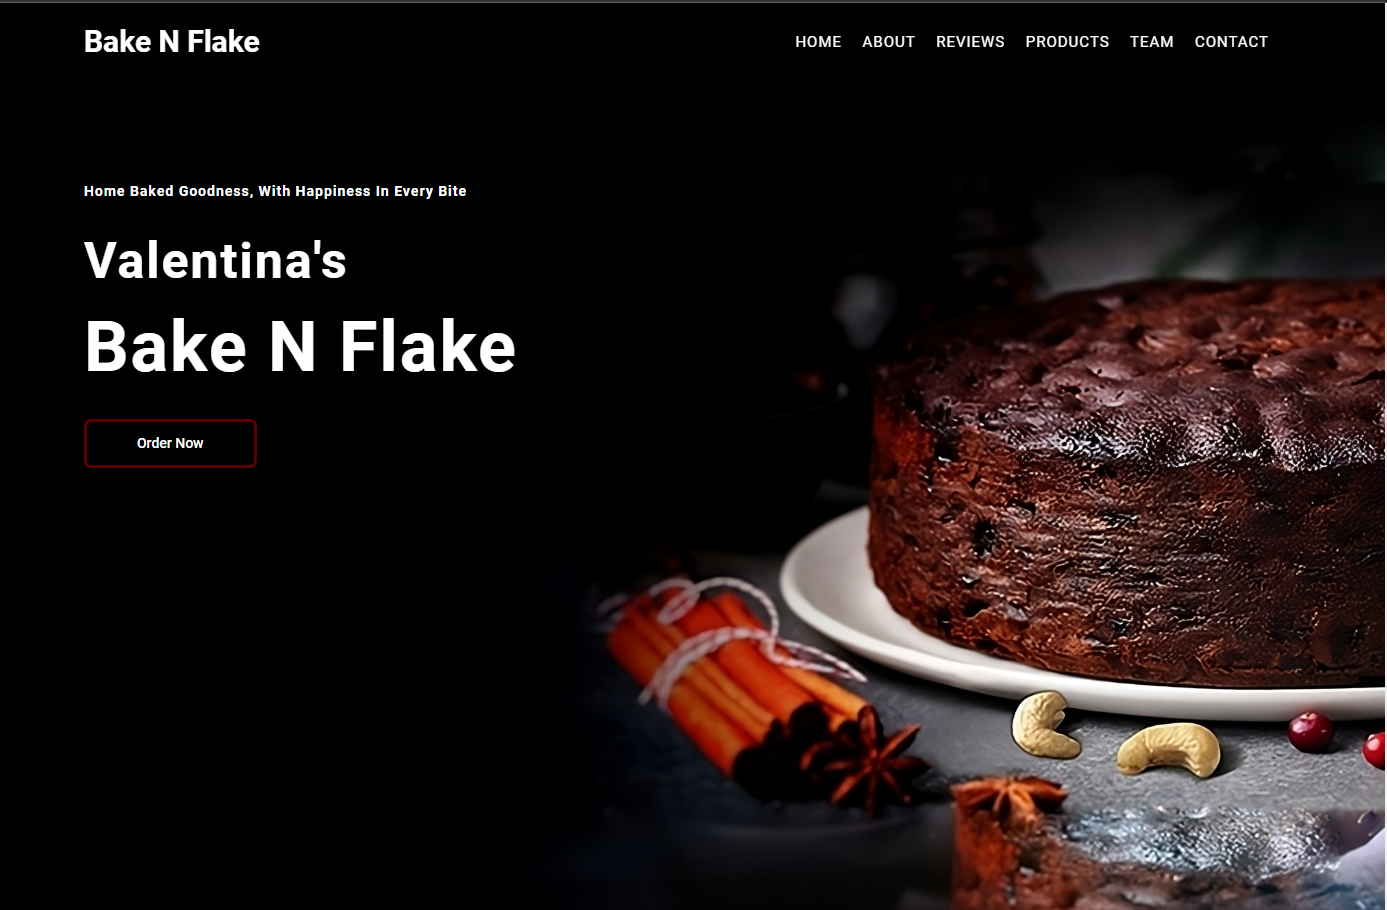 Bake N Flake
HOME ABOUT REVIEWS PRODUCTS TEAM CONTACT
Home Baked Goodness, With Happiness In Every Bite
Valentina's
Bake N Flake
Order Now